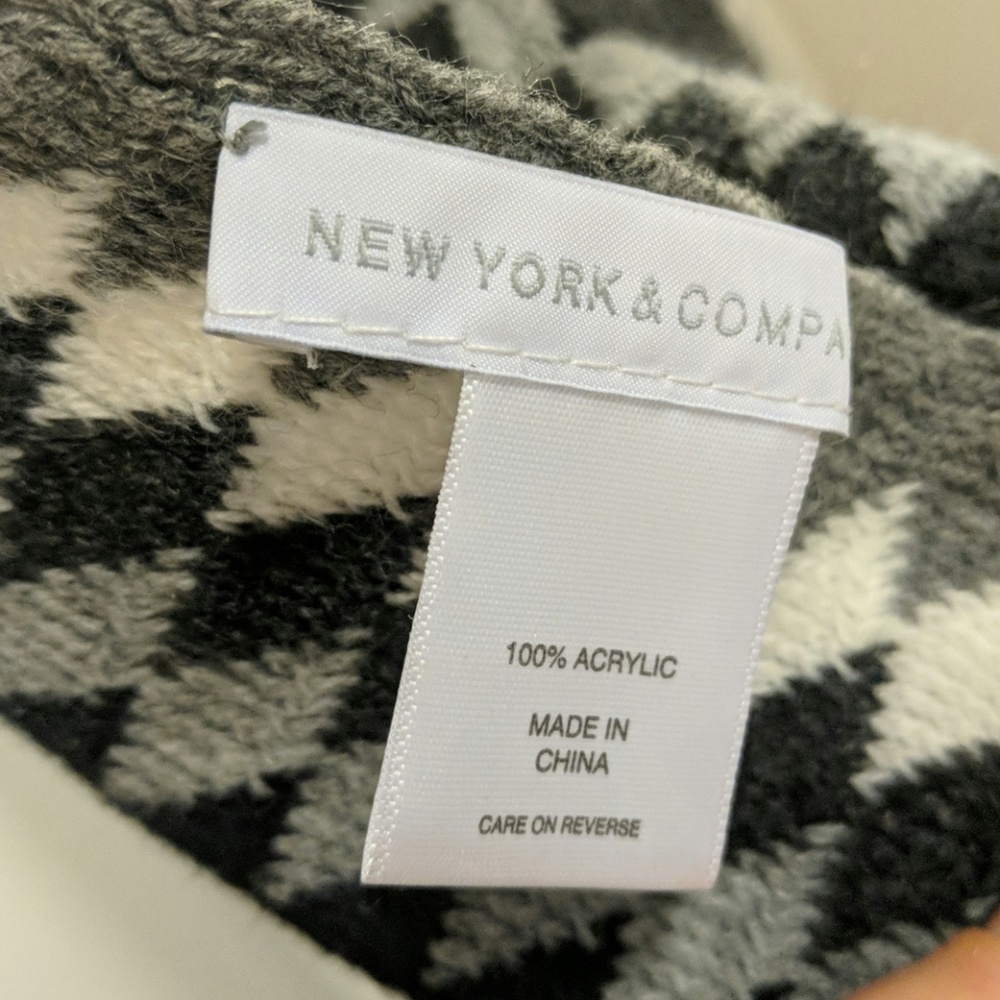 NEW YORK & COMPA
100% ACRYLIC
MADE IN
CHINA
CARE ON REVERSE